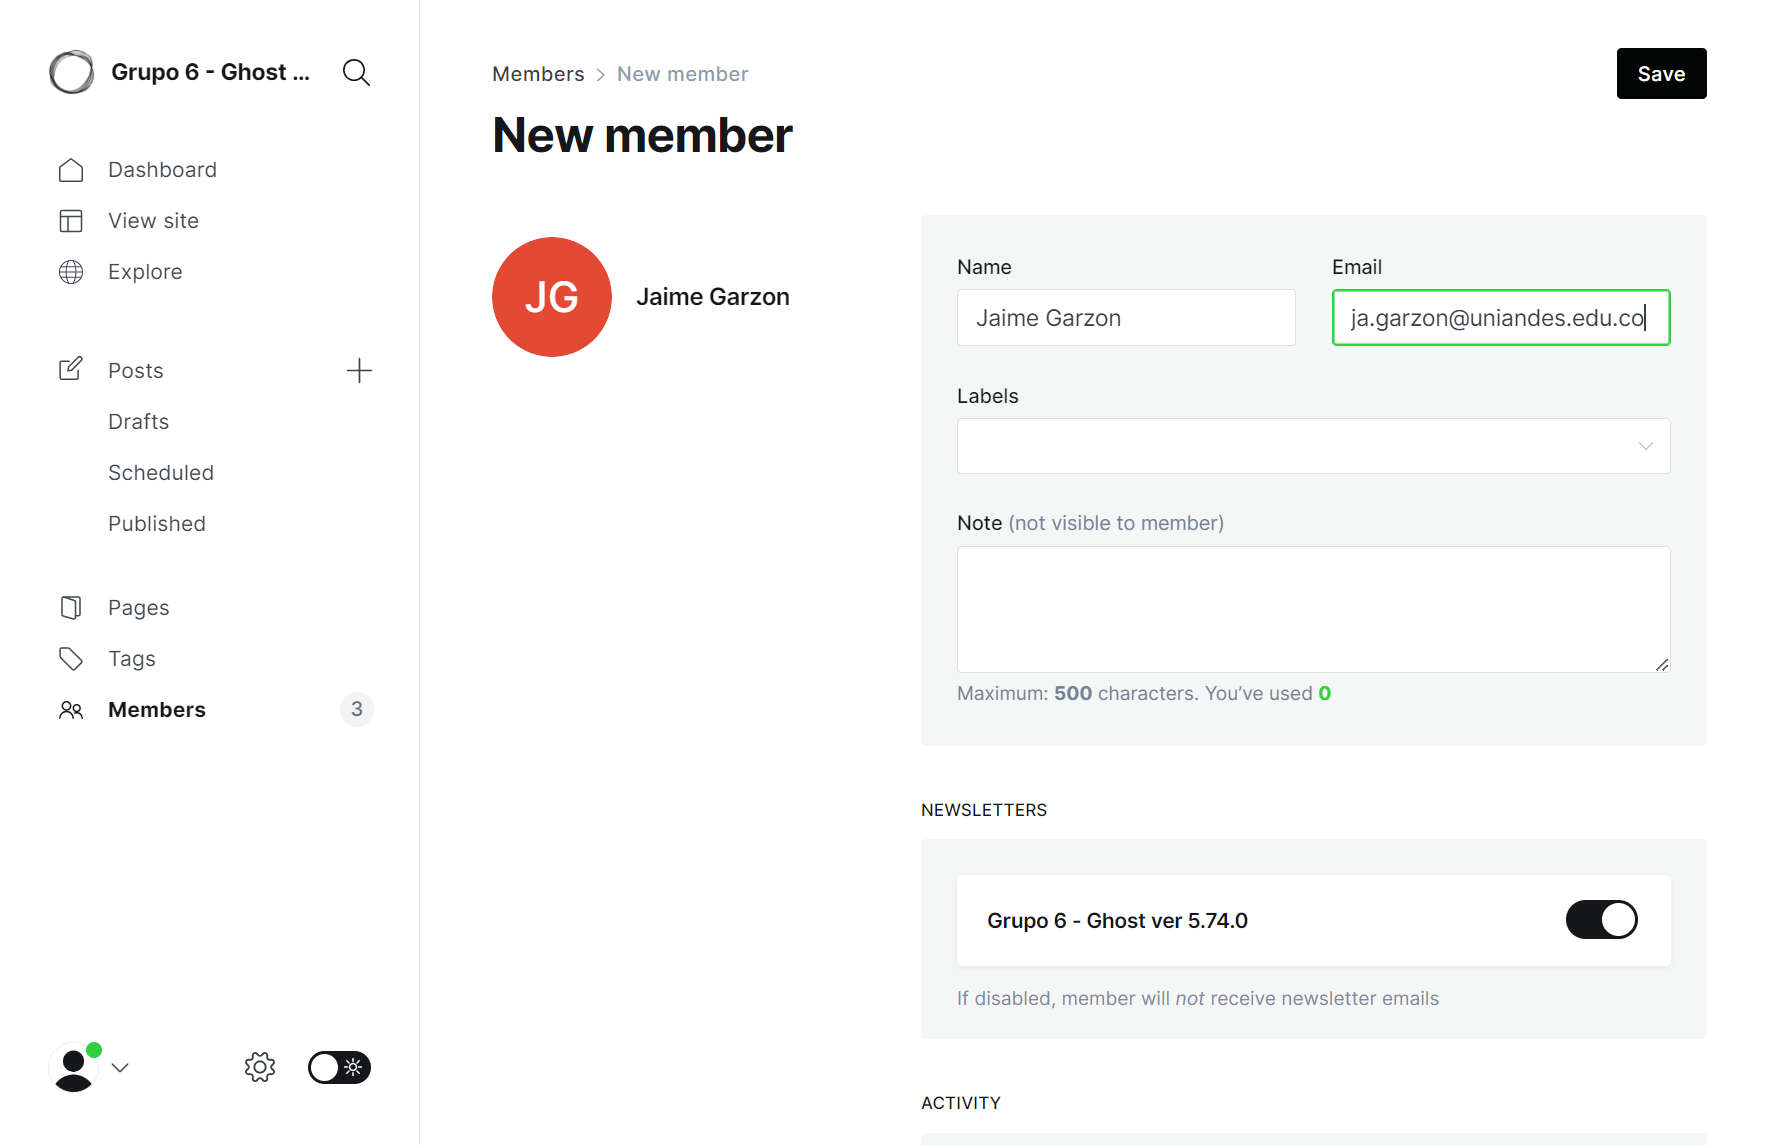 Grupo 6 - Ghost ...
Dashboard
View site
Explore
Posts
Drafts
Scheduled
Published
Pages
Tags
Members 3
Members > New member
Save
New member
JG
Jaime Garzon
Name
Jaime Garzon
Email
ja.garzon@uniandes.edu.co
Labels
Note (not visible to member)
Maximum: 500 characters. You’ve used 0
NEWSLETTERS
Grupo 6 - Ghost ver 5.74.0
If disabled, member will not receive newsletter emails
ACTIVITY